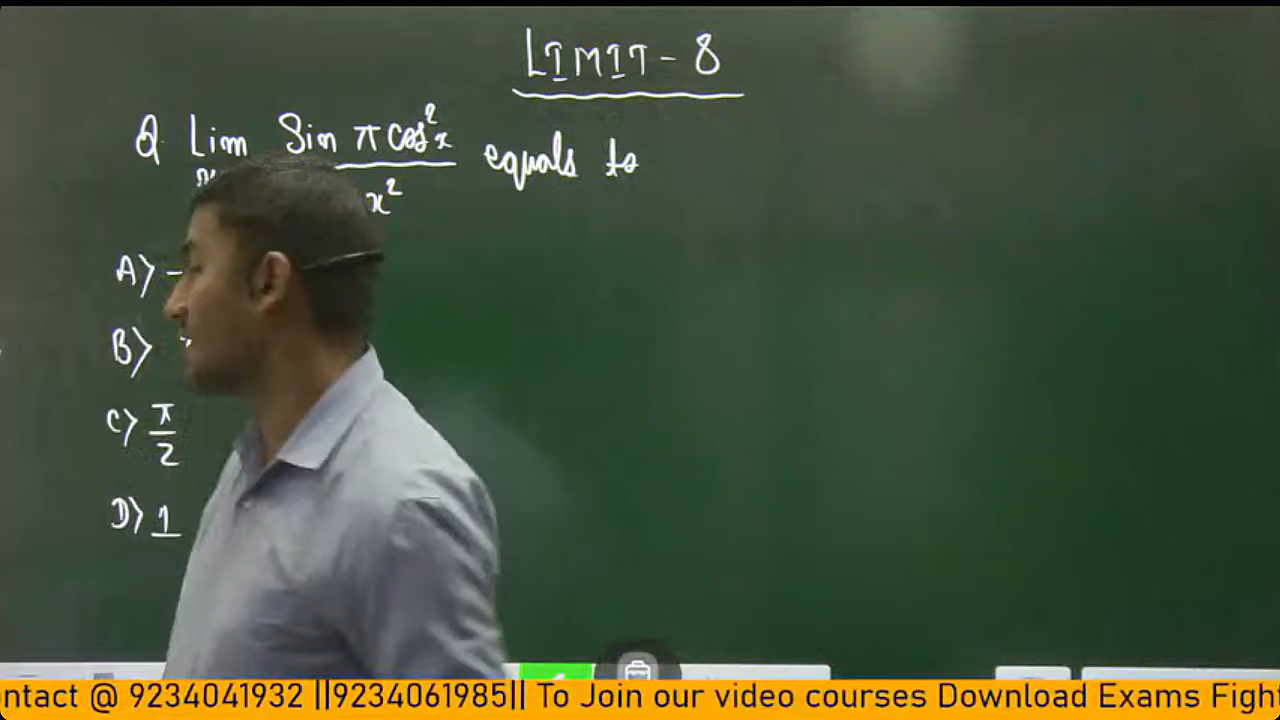 LIMIT - 8
Q Lim Sin π cos²x equals to
x²
A) -
B)
C) π/2
D) 1
ontact @ 9234041932 ||9234061985|| To Join our video courses Download Exams Fight